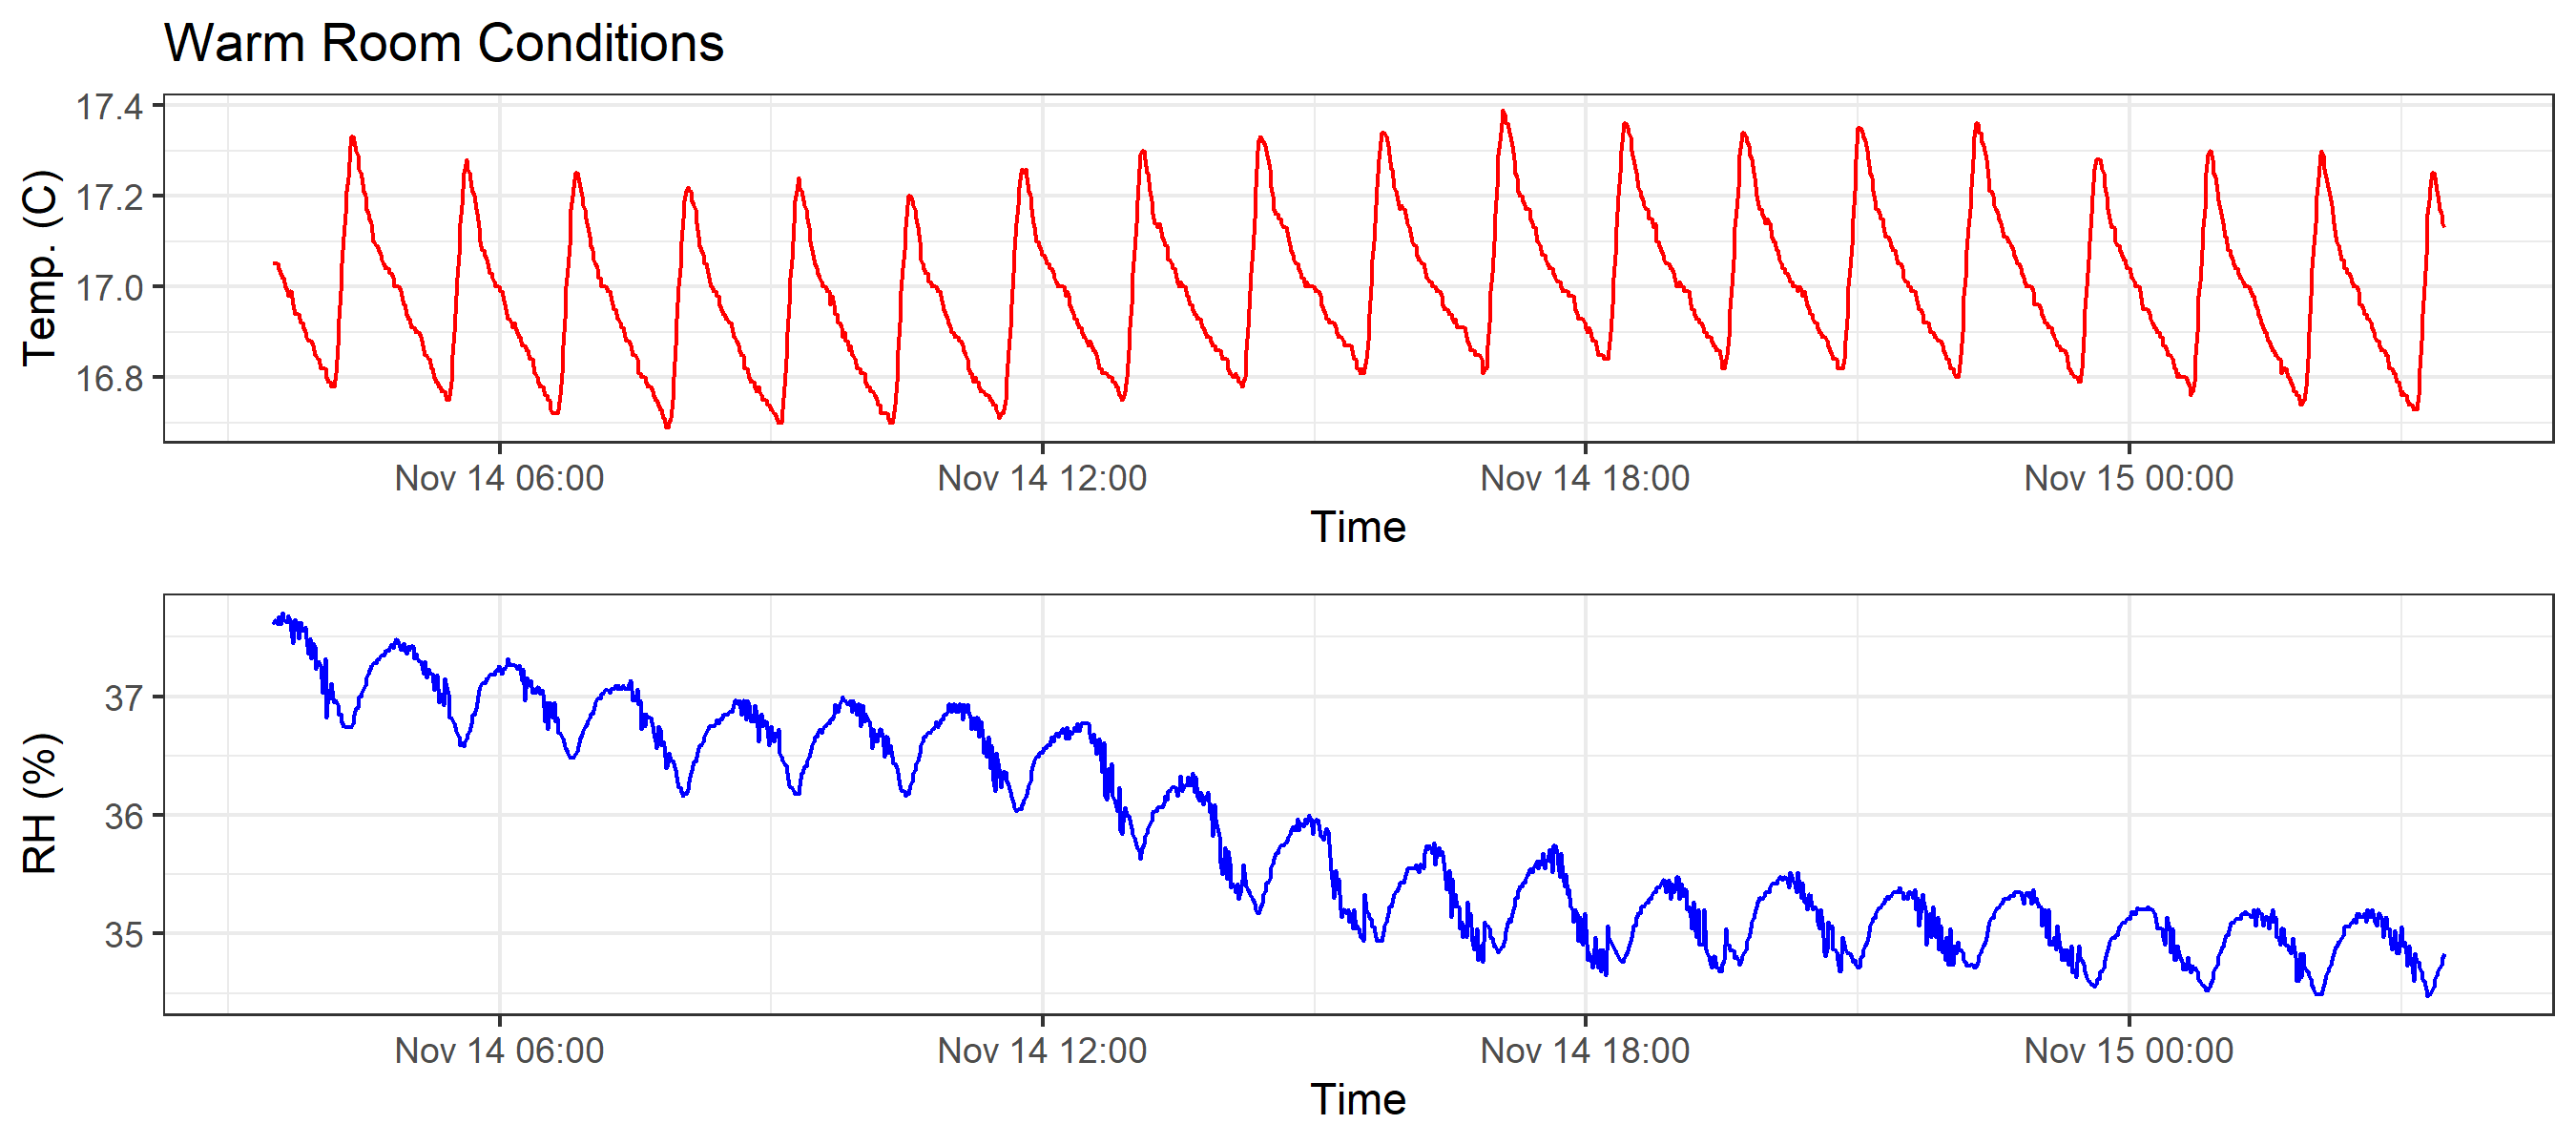 Warm Room Conditions
17.4
17.2
17.0
16.8
Temp. (C)
Nov 14 06:00 Nov 14 12:00 Nov 14 18:00 Nov 15 00:00
Time
37
36
35
RH (%)
Nov 14 06:00 Nov 14 12:00 Nov 14 18:00 Nov 15 00:00
Time